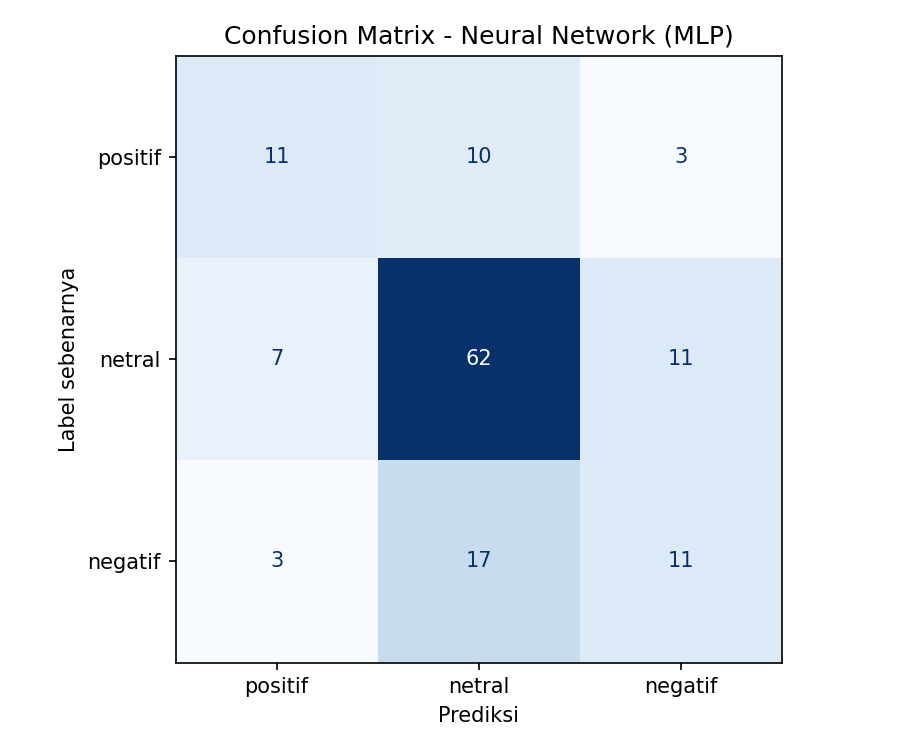 Confusion Matrix - Neural Network (MLP)
positif 11 10 3
Label sebenarnya
netral 7 62 11
negatif 3 17 11
positif netral negatif
Prediksi